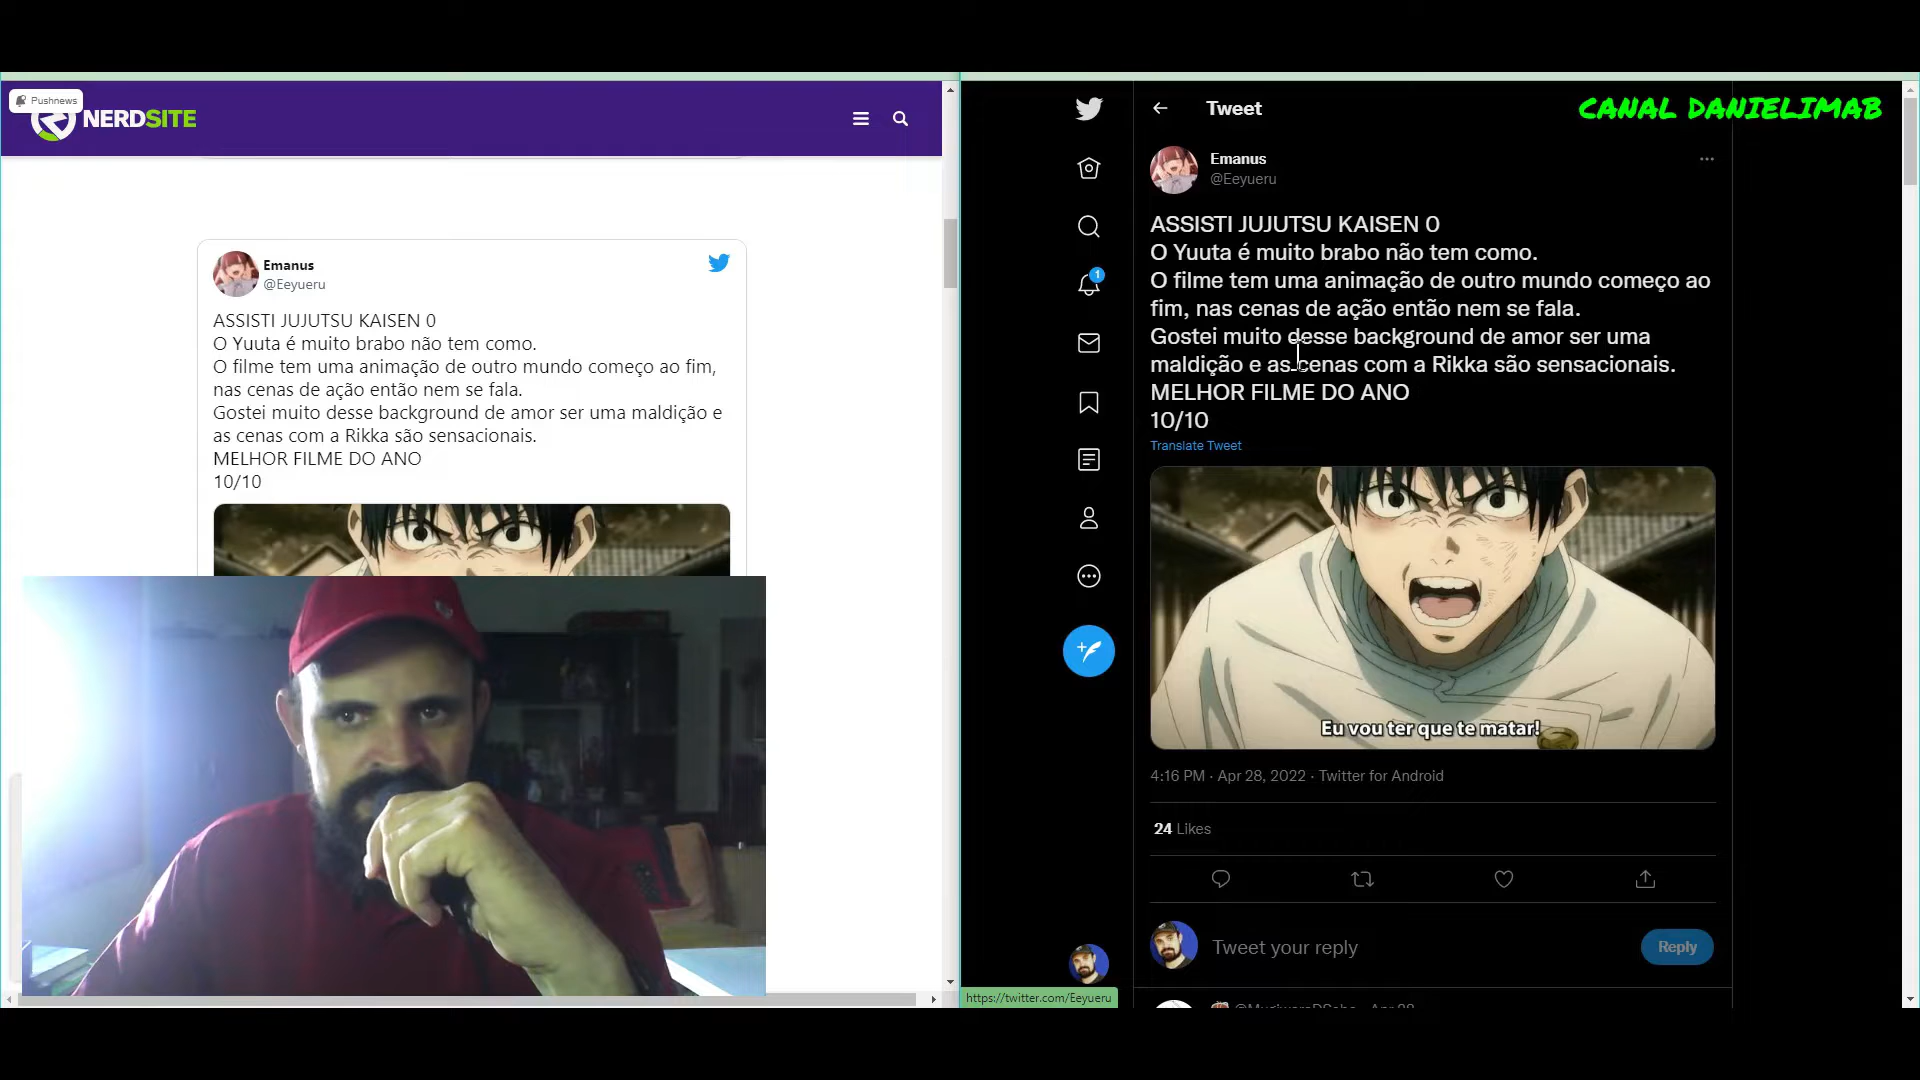 Pushnews
NERDSITE
Emanus
@Eeyueru
ASSISTI JUJUTSU KAISEN 0
O Yuuta é muito brabo não tem como.
O filme tem uma animação de outro mundo começo ao fim,
nas cenas de ação então nem se fala.
Gostei muito desse background de amor ser uma maldição e
as cenas com a Rikka são sensacionais.
MELHOR FILME DO ANO
10/10
CANAL DANIELIMAB
Tweet
Emanus
@Eeyueru
ASSISTI JUJUTSU KAISEN 0
O Yuuta é muito brabo não tem como.
O filme tem uma animação de outro mundo começo ao
fim, nas cenas de ação então nem se fala.
Gostei muito desse background de amor ser uma
maldição e as cenas com a Rikka são sensacionais.
MELHOR FILME DO ANO
10/10
Translate Tweet
Eu vou ter que te matar!
4:16 PM · Apr 28, 2022 · Twitter for Android
24 Likes
1
Tweet your reply
Reply
https://twitter.com/Eeyueru